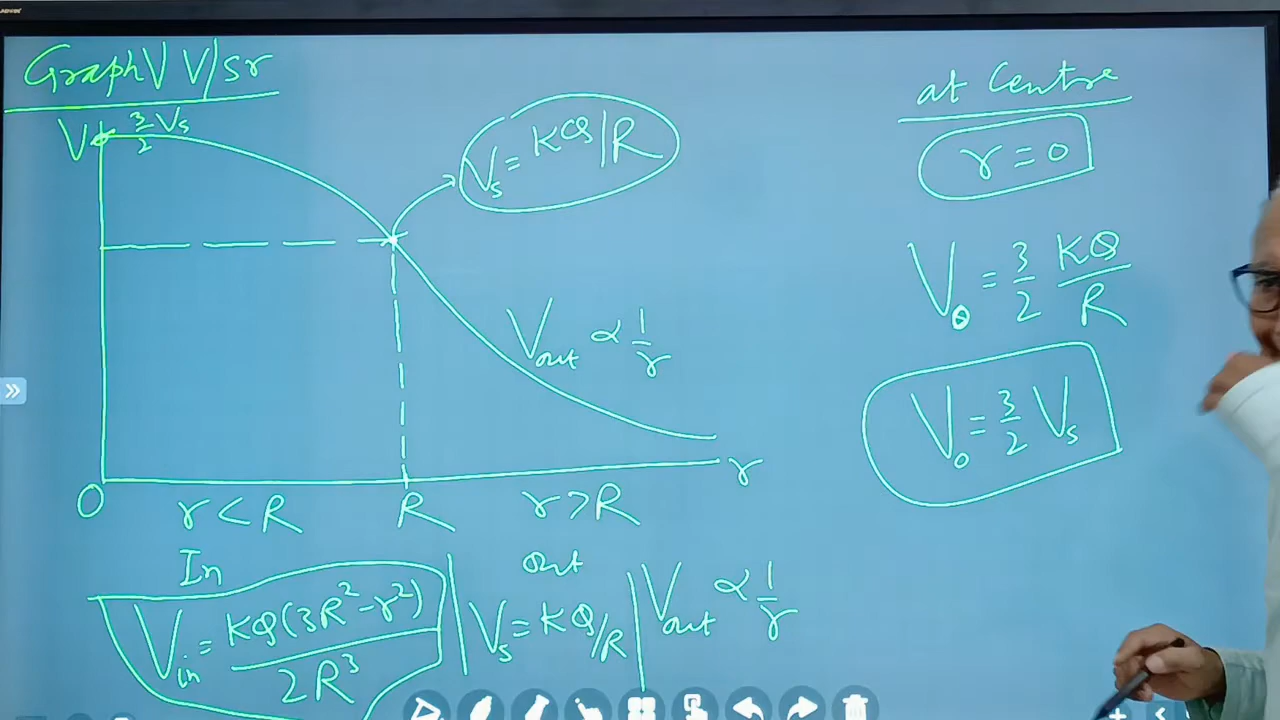 Graph V V/s r
V
3/2 Vs
Vs = KQ/R
Vout ∝ 1/r
O
r < R
R
r > R
r
In
Out
Vin = KQ(3R² - r²) / 2R³
Vs = KQ/R
Vout ∝ 1/r
at Centre
r = 0
V0 = 3/2 KQ/R
V0 = 3/2 Vs